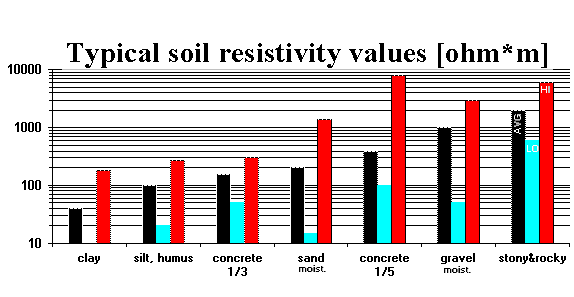 Typical soil resistivity values [ohm*m]
10000
1000
100
10
AVG
LO
HI
clay
silt, humus
concrete
1/3
sand
moist.
concrete
1/5
gravel
moist.
stony&rocky